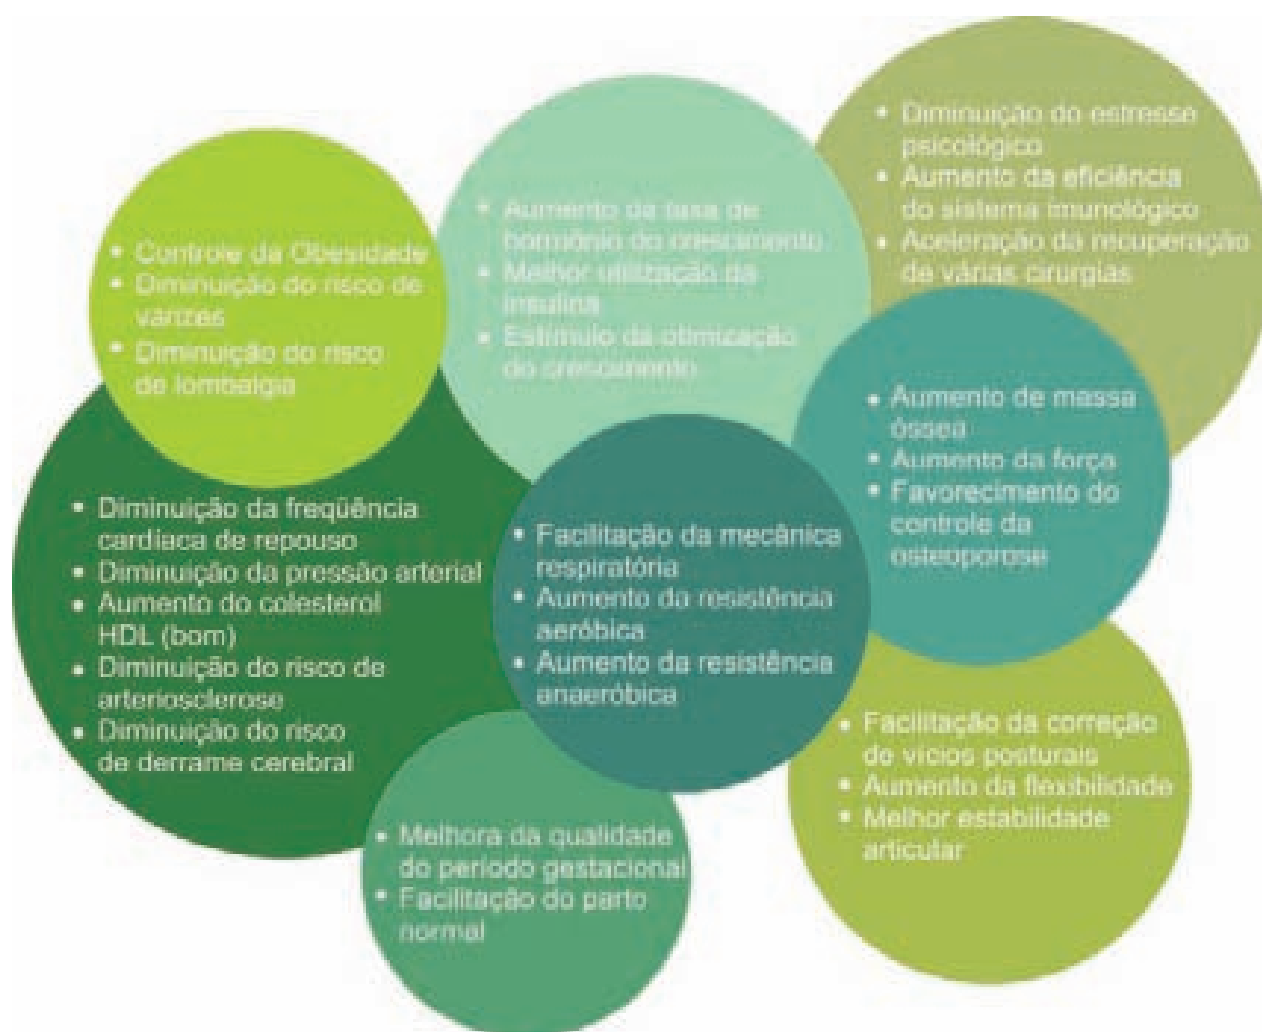 • Controle da Obesidade
• Diminuição do risco de
varizes
• Diminuição do risco
de lombalgia
• Aumento da taxa de
hormônio do crescimento
• Melhor utilização da
insulina
• Estímulo da otimização
do crescimento
• Diminuição do estresse
psicológico
• Aumento da eficiência
do sistema imunológico
• Aceleração da recuperação
de várias cirurgias
• Diminuição da freqüência
cardíaca de repouso
• Diminuição da pressão arterial
• Aumento do colesterol
HDL (bom)
• Diminuição do risco de
arteriosclerose
• Diminuição do risco
de derrame cerebral
• Facilitação da mecânica
respiratória
• Aumento da resistência
aeróbica
• Aumento da resistência
anaeróbica
• Aumento de massa
óssea
• Aumento da força
• Favorecimento do
controle da
osteoporose
• Melhora da qualidade
do período gestacional
• Facilitação do parto
normal
• Facilitação da correção
de vícios posturais
• Aumento da flexibilidade
• Melhor estabilidade
articular